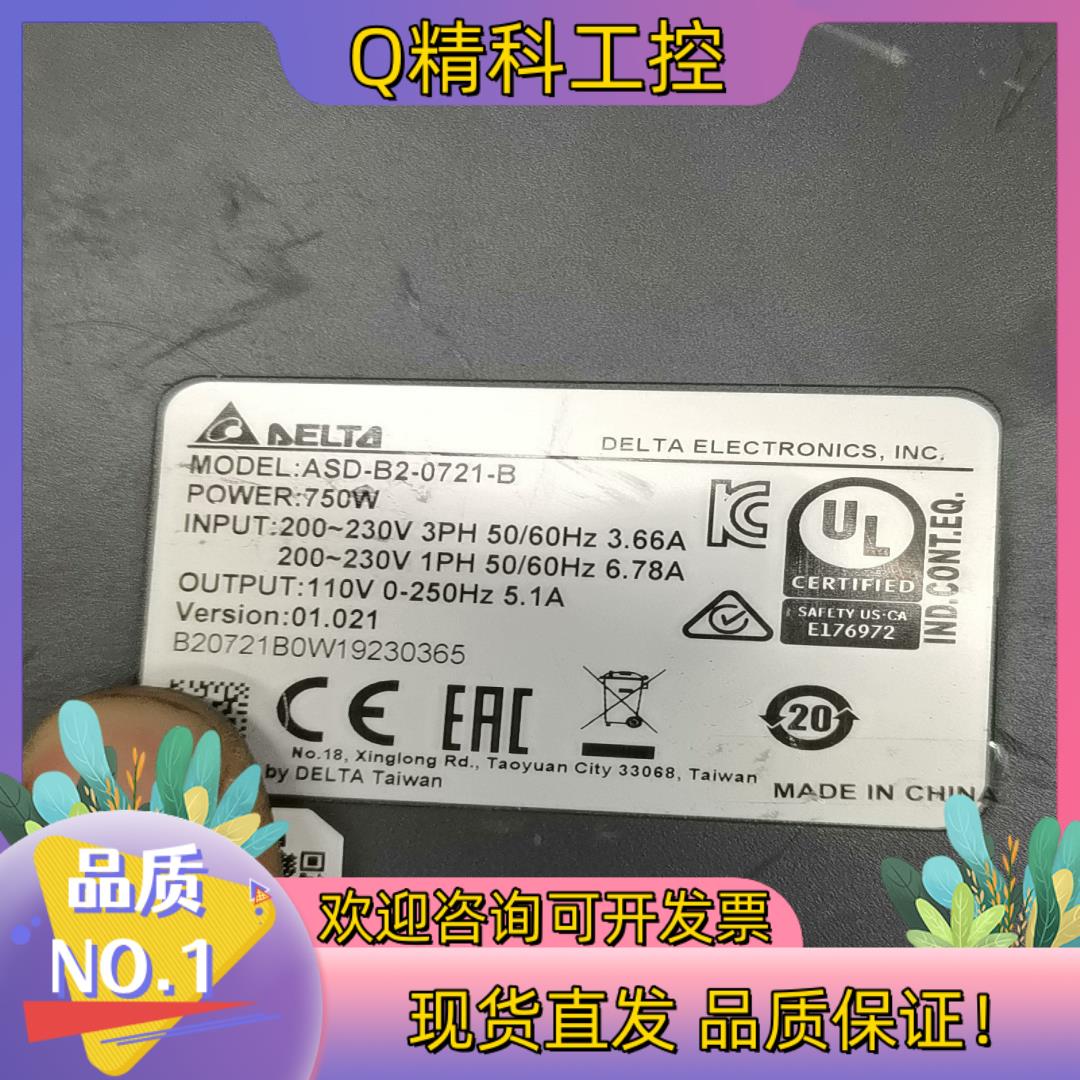 Q精科工控
DELTA
DELTA ELECTRONICS, INC.
MODEL:ASD-B2-0721-B
POWER:750W
INPUT:200~230V 3PH 50/60Hz 3.66A
200~230V 1PH 50/60Hz 6.78A
OUTPUT:110V 0-250Hz 5.1A
Version:01.021
B20721B0W19230365
UL
CERTIFIED
SAFETY US·CA
E176972
IND.CONT.EQ.
CE
EAC
20
No.18, Xinglong Rd., Taoyuan City 33068, Taiwan
by DELTA Taiwan
MADE IN CHINA
品质
NO.1
欢迎咨询可开发票
现货直发 品质保证!